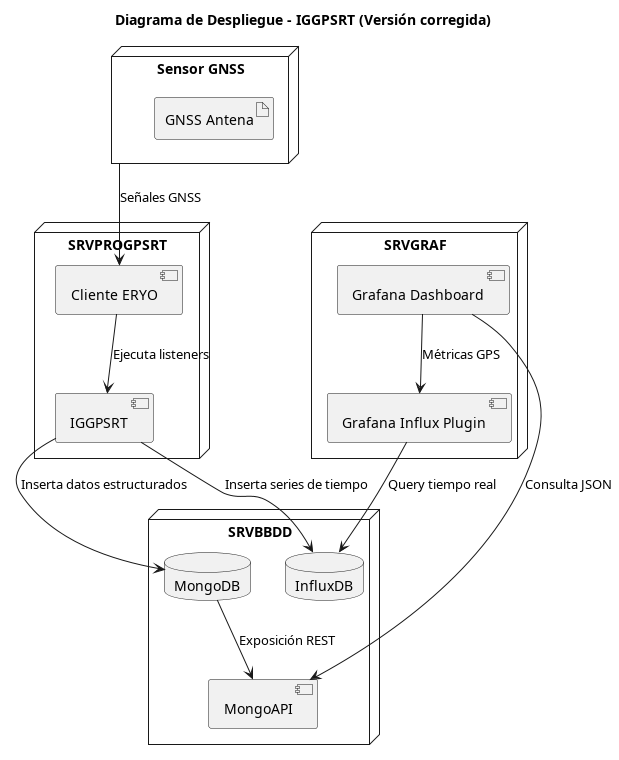 Diagrama de Despliegue - IGGPSRT (Versión corregida)
Sensor GNSS
GNSS Antena
Señales GNSS
SRVPROGPSRT
SRVGRAF
Cliente ERYO
Grafana Dashboard
Ejecuta listeners
Métricas GPS
IGGPSRT
Grafana Influx Plugin
Inserta datos estructurados
Inserta series de tiempo
Query tiempo real
Consulta JSON
SRVBBDD
MongoDB
InfluxDB
Exposición REST
MongoAPI